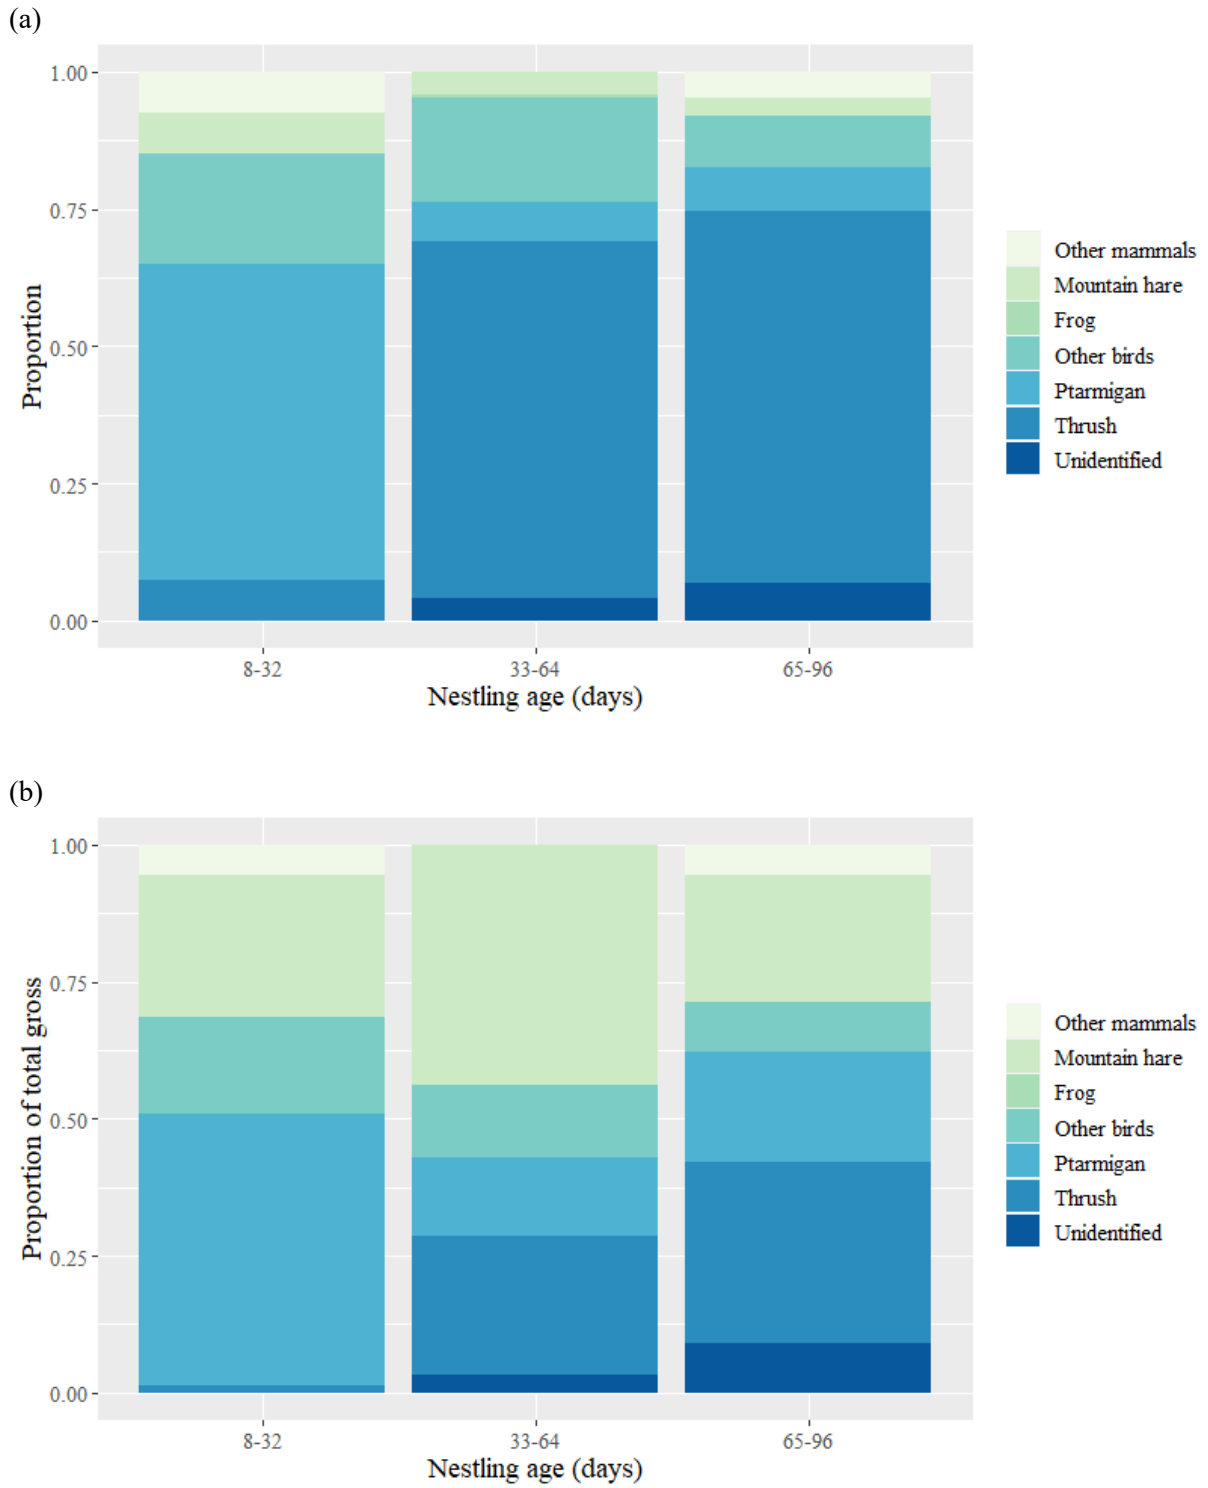 (a)
Proportion
1.00
0.75
0.50
0.25
0.00
8-32
33-64
65-96
Nestling age (days)
Other mammals
Mountain hare
Frog
Other birds
Ptarmigan
Thrush
Unidentified
(b)
Proportion of total gross
1.00
0.75
0.50
0.25
0.00
8-32
33-64
65-96
Nestling age (days)
Other mammals
Mountain hare
Frog
Other birds
Ptarmigan
Thrush
Unidentified